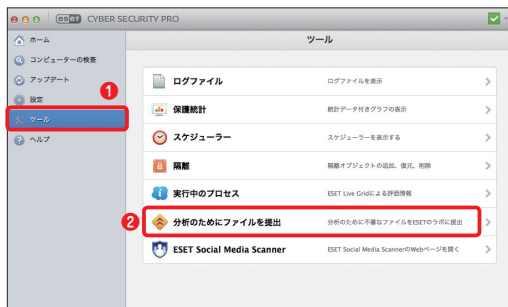 eset CYBER SECURITY PRO
ホーム
コンピューターの検査
アップデート
設定
ツール
ヘルプ
1
ツール
ログファイル ログファイルを表示
保護統計 統計データ付きグラフの表示
スケジューラー スケジューラーを表示する
隔離 隔離オブジェクトの追加、復元、削除
実行中のプロセス ESET Live Gridによる評価情報
2 分析のためにファイルを提出 分析のために不審なファイルをESETのラボに提出
ESET Social Media Scanner ESET Social Media ScannerのWebページを開く